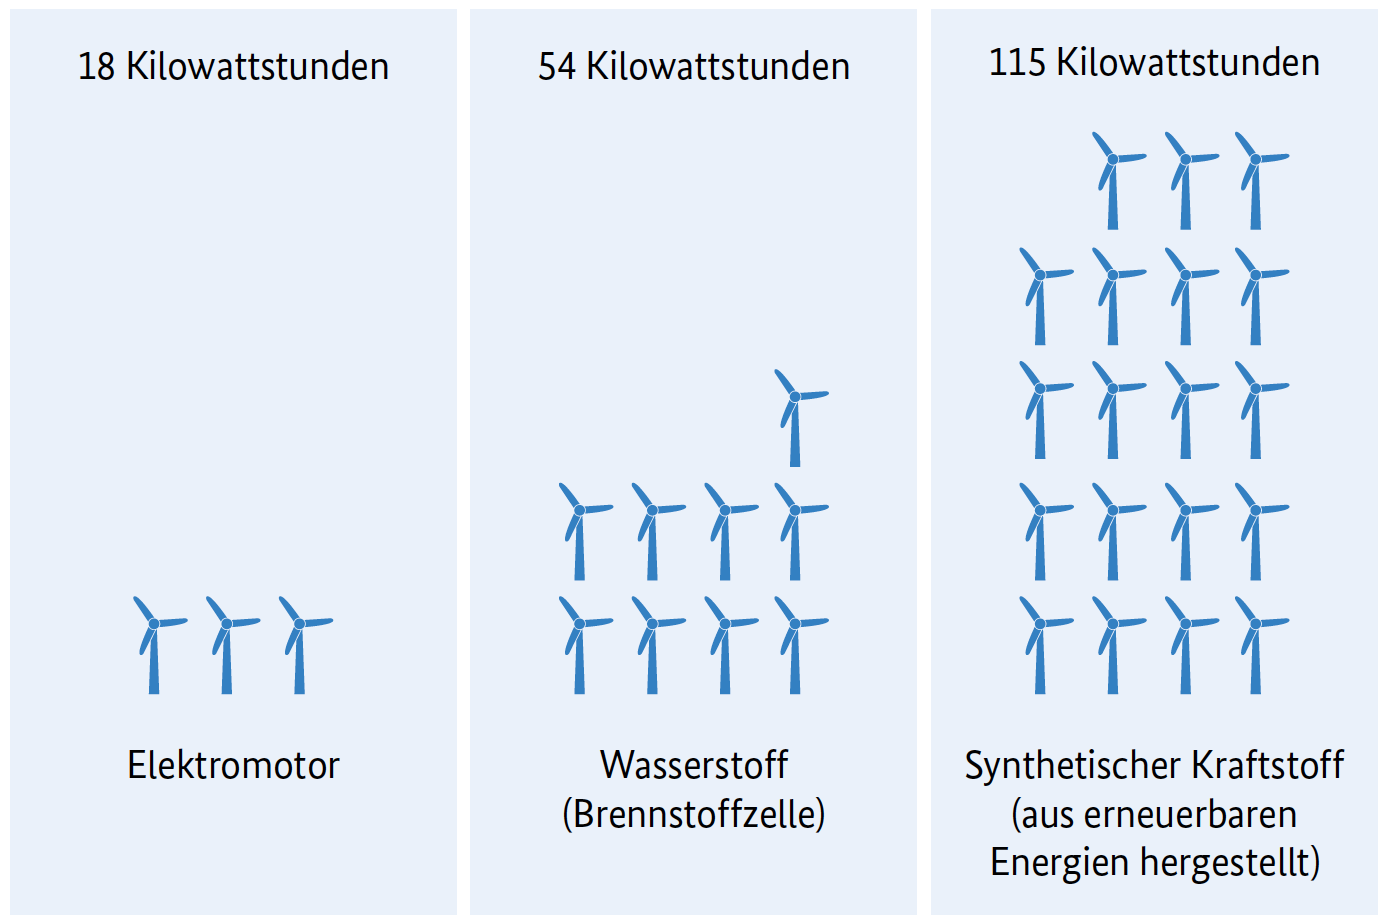 18 Kilowattstunden
54 Kilowattstunden
115 Kilowattstunden
Elektromotor
Wasserstoff
(Brennstoffzelle)
Synthetischer Kraftstoff
(aus erneuerbaren
Energien hergestellt)